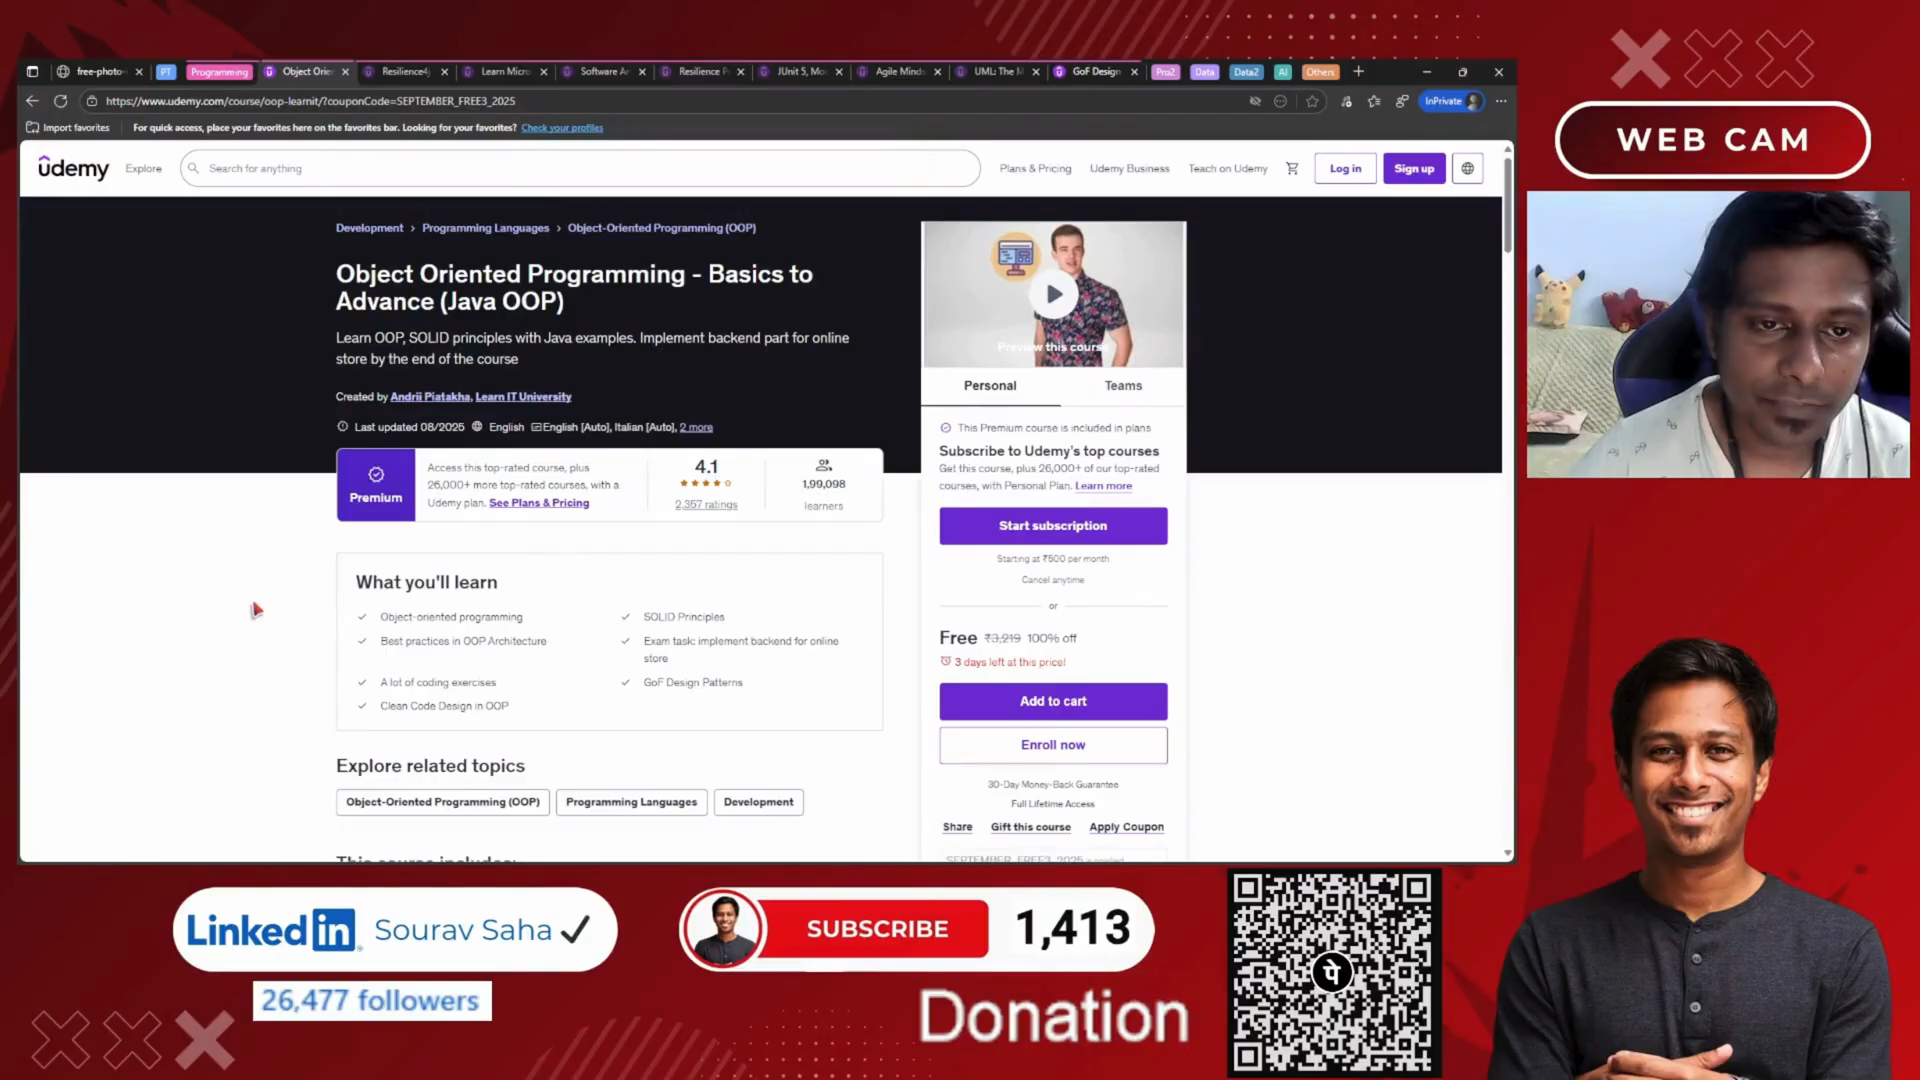 free-photo-
PT
Programming
Object Orie
Resilience4j
Learn Micro
Software Ar
Resilience P
JUnit 5, Mo
Agile Minds
UML: The M
GoF Design
Pro2
Data
Data2
AI
Others
https://www.udemy.com/course/oop-learnit/?couponCode=SEPTEMBER_FREE3_2025
InPrivate
Import favorites
For quick access, place your favorites here on the favorites bar. Looking for your favorites? Check your profiles
WEB CAM
udemy
Explore
Search for anything
Plans & Pricing
Udemy Business
Teach on Udemy
Log in
Sign up
Development > Programming Languages > Object-Oriented Programming (OOP)
Object Oriented Programming - Basics to
Advance (Java OOP)
Learn OOP, SOLID principles with Java examples. Implement backend part for online
store by the end of the course
Created by Andrii Piatakha, Learn IT University
Last updated 08/2025 English English [Auto], Italian [Auto], 2 more
Premium
Access this top-rated course, plus
26,000+ more top-rated courses, with a
Udemy plan. See Plans & Pricing
4.1
2,357 ratings
1,99,098
learners
What you'll learn
Object-oriented programming
SOLID Principles
Best practices in OOP Architecture
Exam task: implement backend for online
store
A lot of coding exercises
GoF Design Patterns
Clean Code Design in OOP
Explore related topics
Object-Oriented Programming (OOP)
Programming Languages
Development
This course includes:
Preview this course
Personal
Teams
This Premium course is included in plans
Subscribe to Udemy's top courses
Get this course, plus 26,000+ of our top-rated
courses, with Personal Plan. Learn more
Start subscription
Starting at ₹500 per month
Cancel anytime
or
Free ₹3,219 100% off
3 days left at this price!
Add to cart
Enroll now
30-Day Money-Back Guarantee
Full Lifetime Access
Share
Gift this course
Apply Coupon
SEPTEMBER_FREE3_2025
Linked in Sourav Saha
26,477 followers
SUBSCRIBE
1,413
Donation
पे